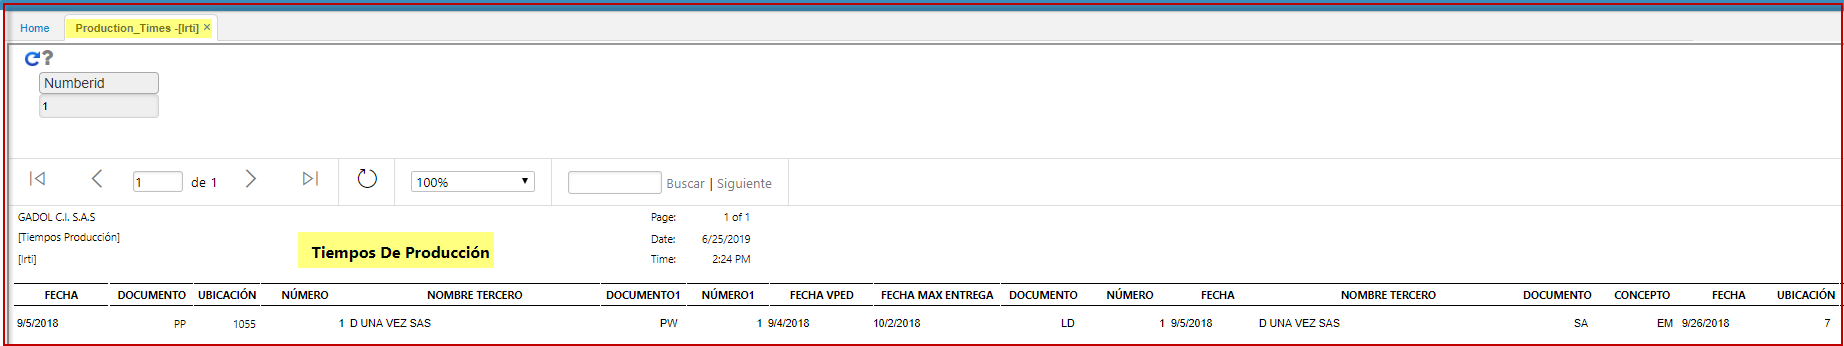 Home Production_Times -[Irti] ×
?
Numberid
1
1 de 1 100% Buscar | Siguiente
GADOL C.I. S.A.S Page: 1 of 1
[Tiempos Producción] Date: 6/25/2019
Tiempos De Producción
[Irti] Time: 2:24 PM
FECHA DOCUMENTO UBICACIÓN NÚMERO NOMBRE TERCERO DOCUMENTO1 NÚMERO1 FECHA VPED FECHA MAX ENTREGA DOCUMENTO NÚMERO FECHA NOMBRE TERCERO DOCUMENTO CONCEPTO FECHA UBICACIÓN
9/5/2018 PP 1055 1 D UNA VEZ SAS PW 1 9/4/2018 10/2/2018 LD 1 9/5/2018 D UNA VEZ SAS SA EM 9/26/2018 7